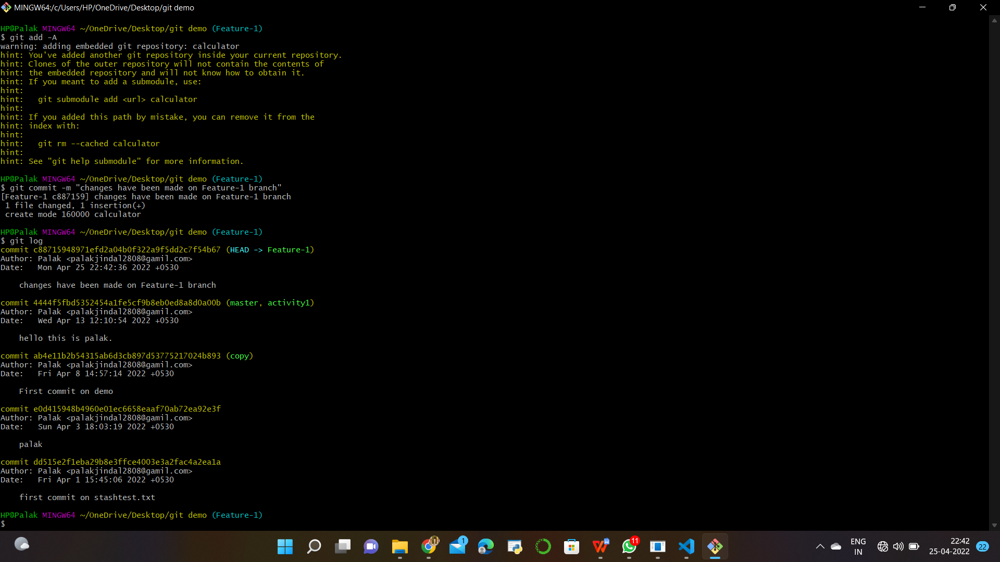 MINGW64:/c/Users/HP/OneDrive/Desktop/git demo
HP@Palak MINGW64 ~/OneDrive/Desktop/git demo (Feature-1)
$ git add -A
warning: adding embedded git repository: calculator
hint: You've added another git repository inside your current repository.
hint: Clones of the outer repository will not contain the contents of
hint: the embedded repository and will not know how to obtain it.
hint: If you meant to add a submodule, use:
hint:
hint:   git submodule add <url> calculator
hint:
hint: If you added this path by mistake, you can remove it from the
hint: index with:
hint:
hint:   git rm --cached calculator
hint:
hint: See "git help submodule" for more information.
HP@Palak MINGW64 ~/OneDrive/Desktop/git demo (Feature-1)
$ git commit -m "changes have been made on Feature-1 branch"
[Feature-1 c887159] changes have been made on Feature-1 branch
 1 file changed, 1 insertion(+)
 create mode 160000 calculator
HP@Palak MINGW64 ~/OneDrive/Desktop/git demo (Feature-1)
$ git log
commit c88715948971efd2a04b0f322a9f5dd2c7f54b67 (HEAD -> Feature-1)
Author: Palak <palakjindal2808@gamil.com>
Date:   Mon Apr 25 22:42:36 2022 +0530
    changes have been made on Feature-1 branch
commit 4444f5fbd5352454a1fe5cf9b8eb0ed8a8d0a00b (master, activity1)
Author: Palak <palakjindal2808@gamil.com>
Date:   Wed Apr 13 12:10:54 2022 +0530
    hello this is palak.
commit ab4e11b2b54315ab6d3cb897d53775217024b893 (copy)
Author: Palak <palakjindal2808@gamil.com>
Date:   Fri Apr 8 14:57:14 2022 +0530
    First commit on demo
commit e0d415948b4960e01ec6658eaaf70ab72ea92e3f
Author: Palak <palakjindal2808@gamil.com>
Date:   Sun Apr 3 18:03:19 2022 +0530
    palak
commit dd515e2f1eba29b8e3ffce4003e3a2fac4a2ea1a
Author: Palak <palakjindal2808@gamil.com>
Date:   Fri Apr 1 15:45:06 2022 +0530
    first commit on stashtest.txt
HP@Palak MINGW64 ~/OneDrive/Desktop/git demo (Feature-1)
$
1
11
ENG
IN
22:42
25-04-2022
22